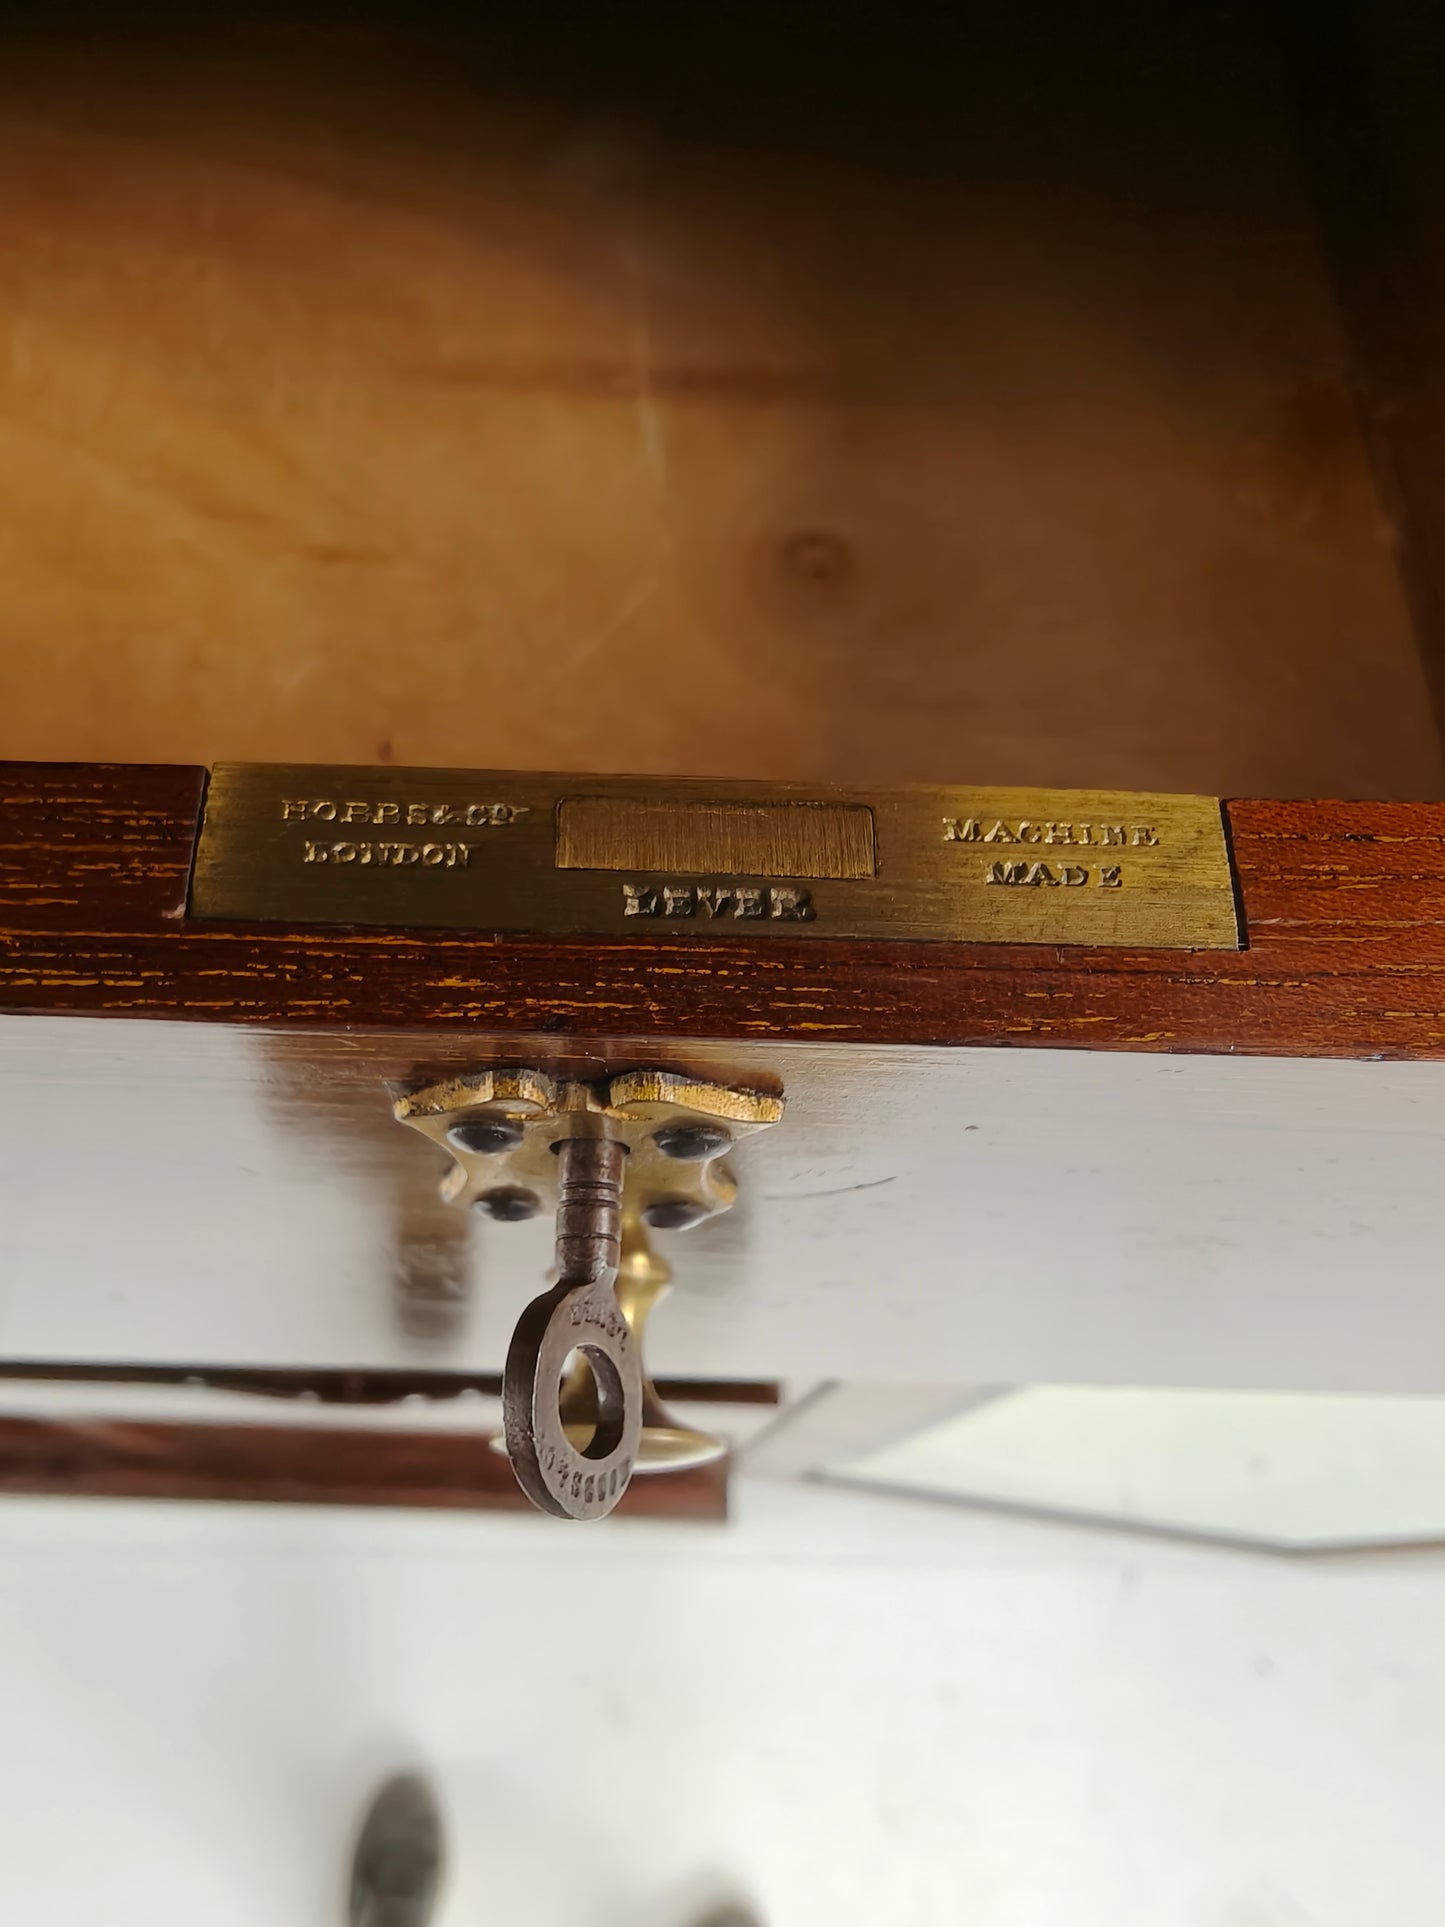 HOBBS & CO.
LONDON
LEVER
MACHINE
MADE